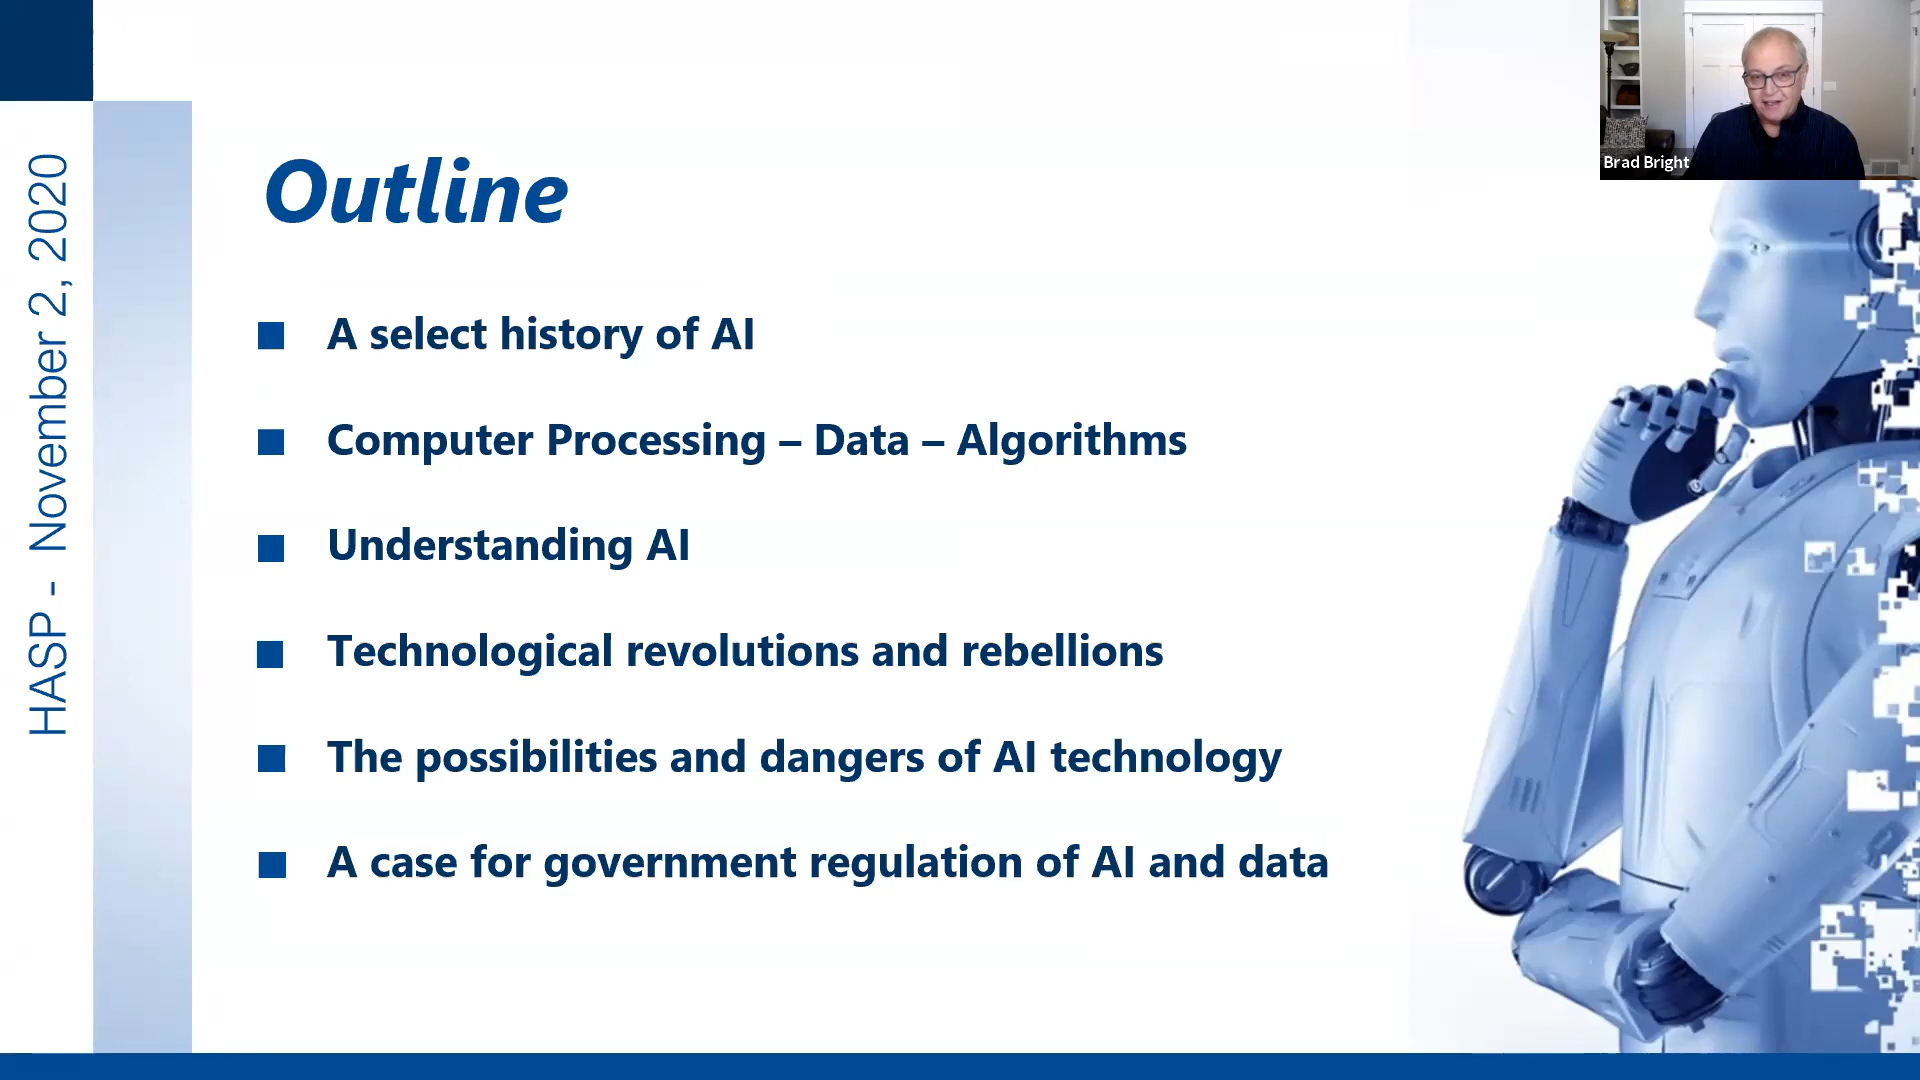 HASP - November 2, 2020
Outline
A select history of AI
Computer Processing – Data – Algorithms
Understanding AI
Technological revolutions and rebellions
The possibilities and dangers of AI technology
A case for government regulation of AI and data
Brad Bright